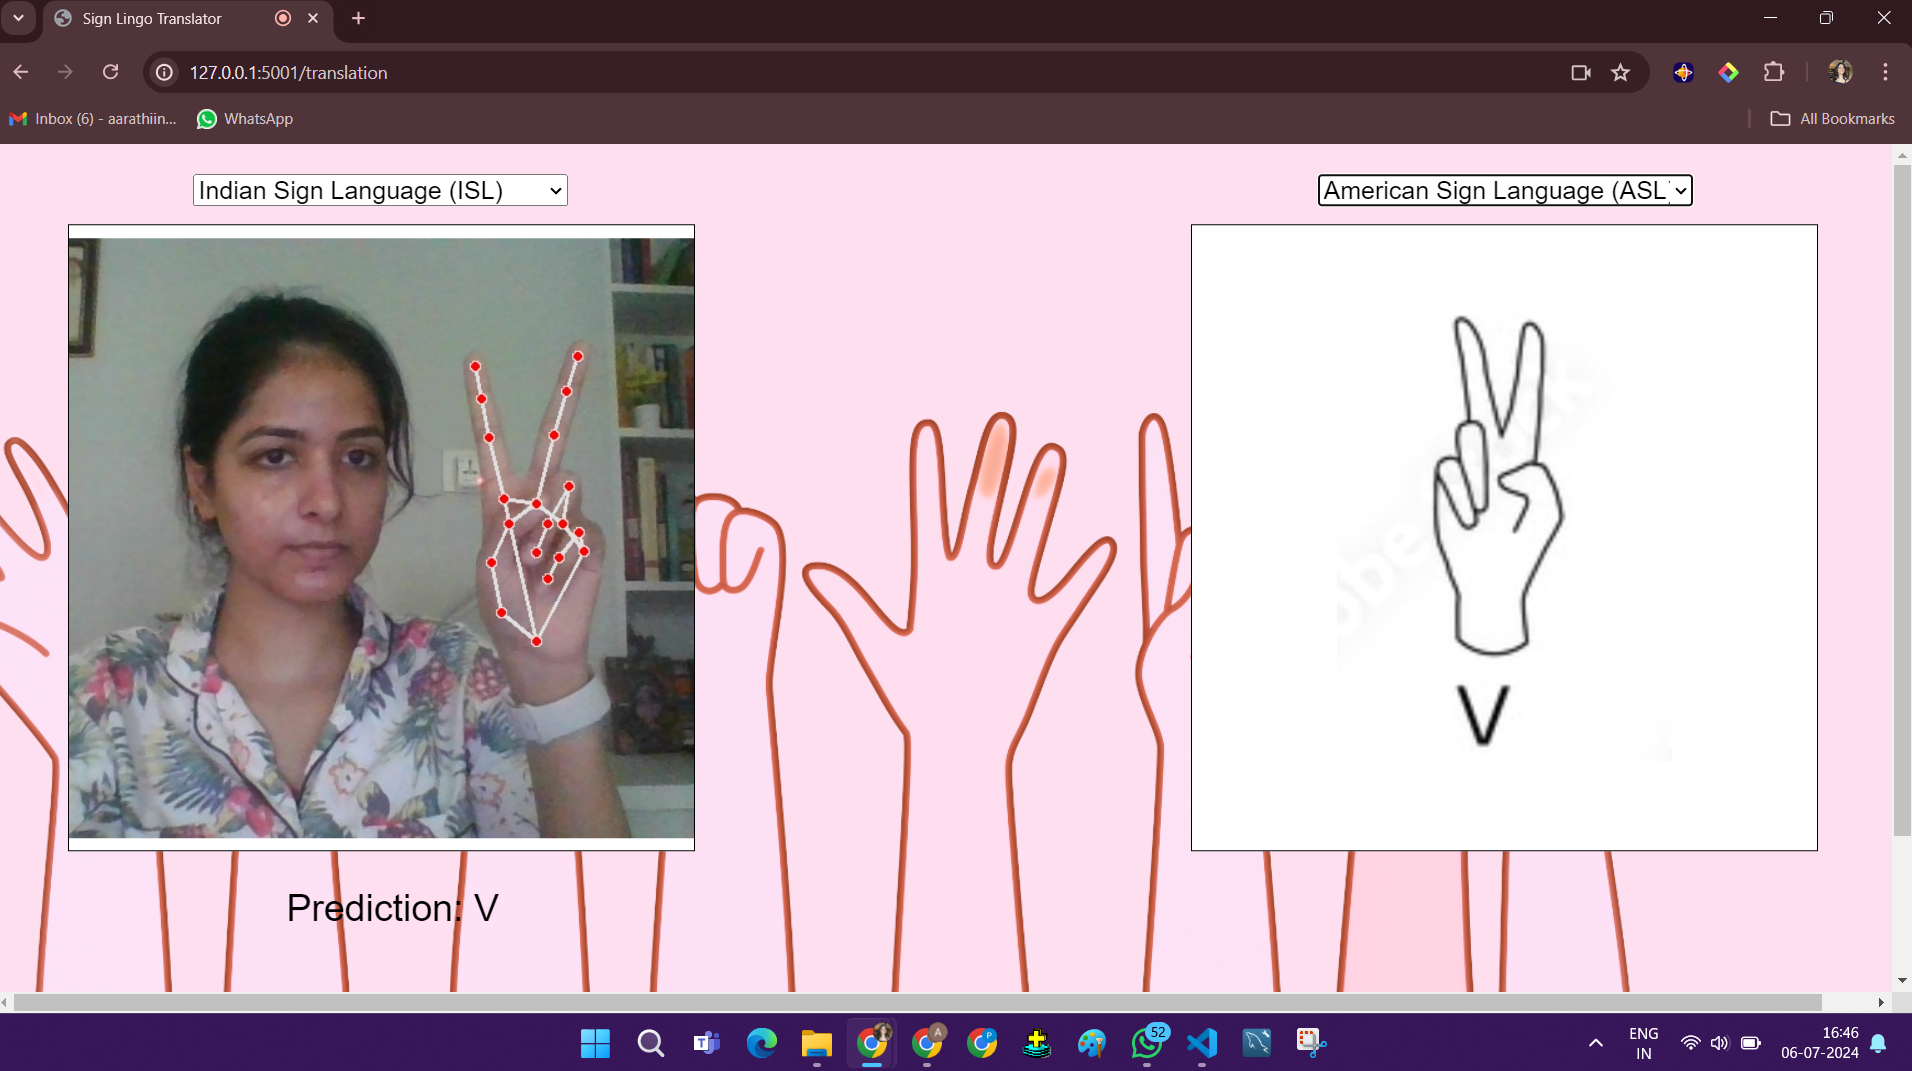 Sign Lingo Translator
127.0.0.1:5001/translation
Inbox (6) - aarathiin...
WhatsApp
All Bookmarks
Indian Sign Language (ISL)
American Sign Language (ASL
V
Prediction: V
A
P
52
ENG
IN
16:46
06-07-2024